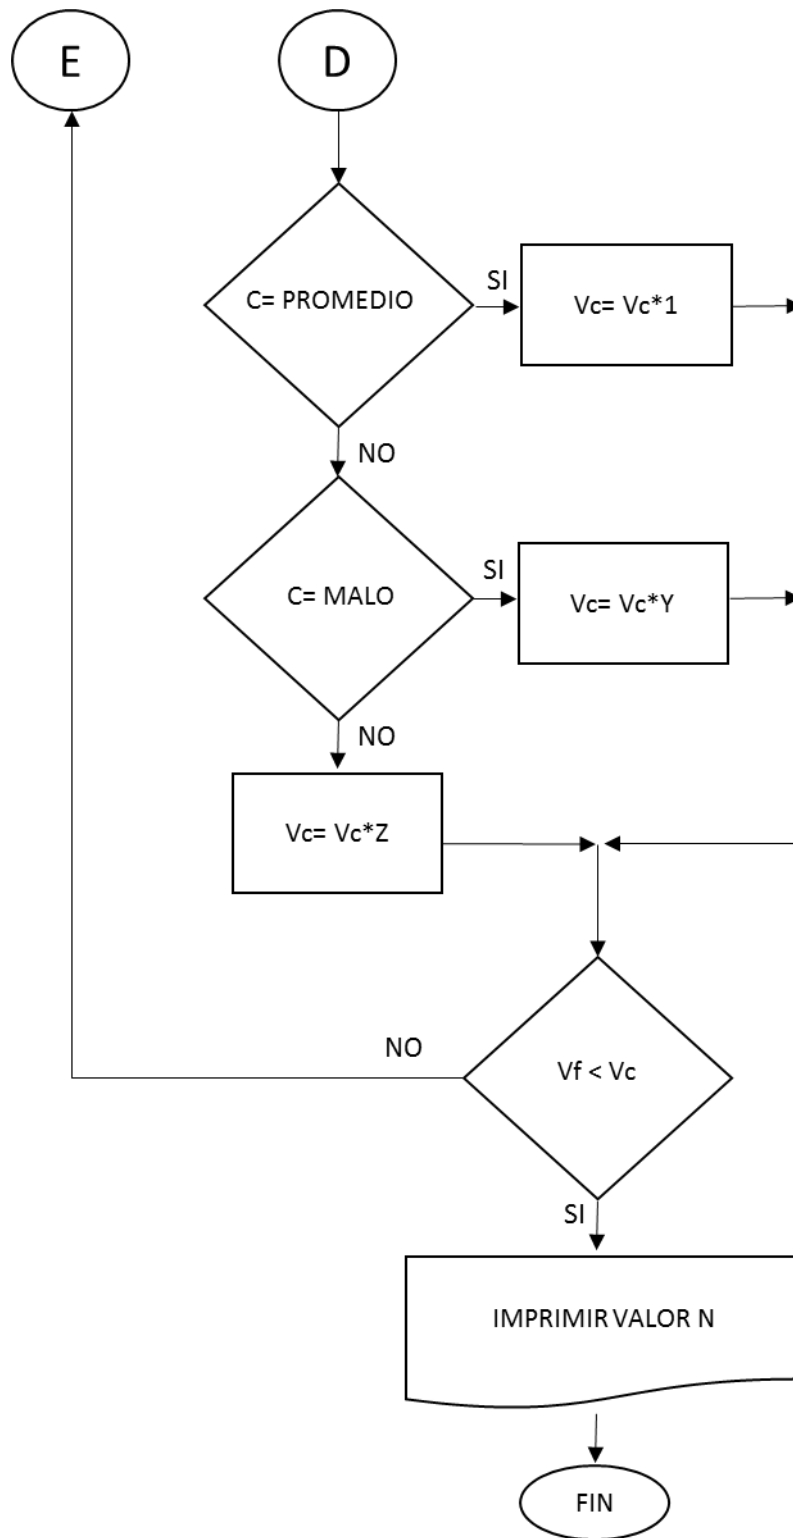 E
D
C= PROMEDIO
SI
Vc= Vc*1
NO
C= MALO
SI
Vc= Vc*Y
NO
Vc= Vc*Z
NO
Vf < Vc
SI
IMPRIMIR VALOR N
FIN